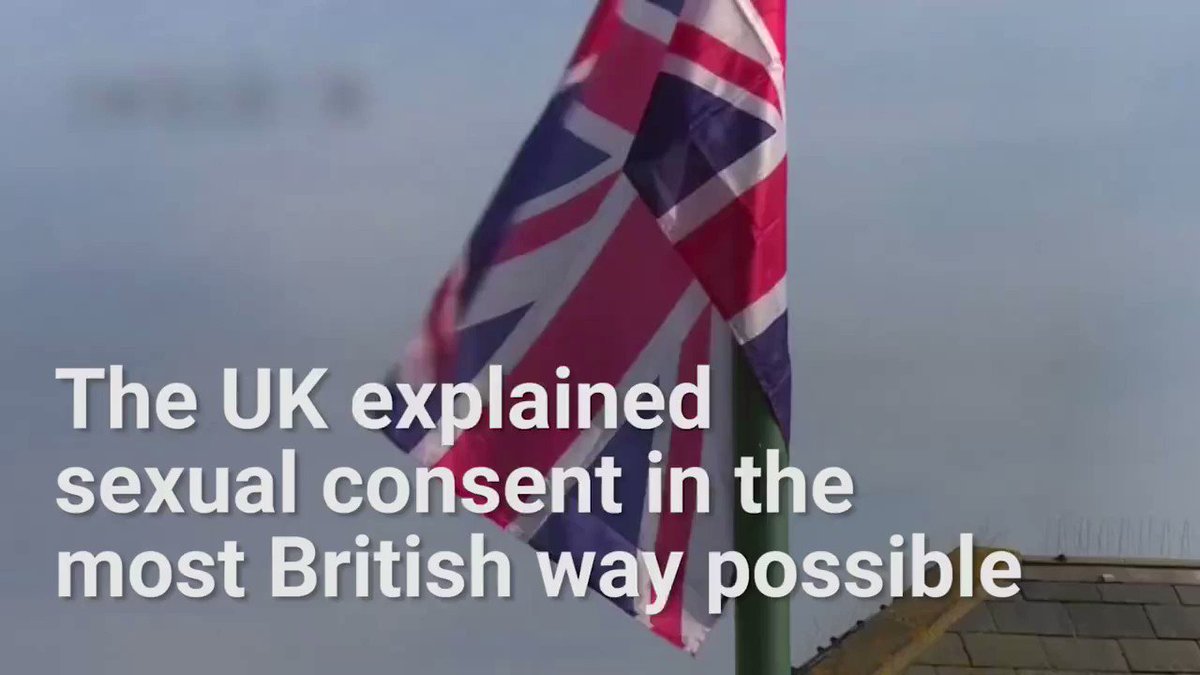 The UK explained
sexual consent in the
most British way possible